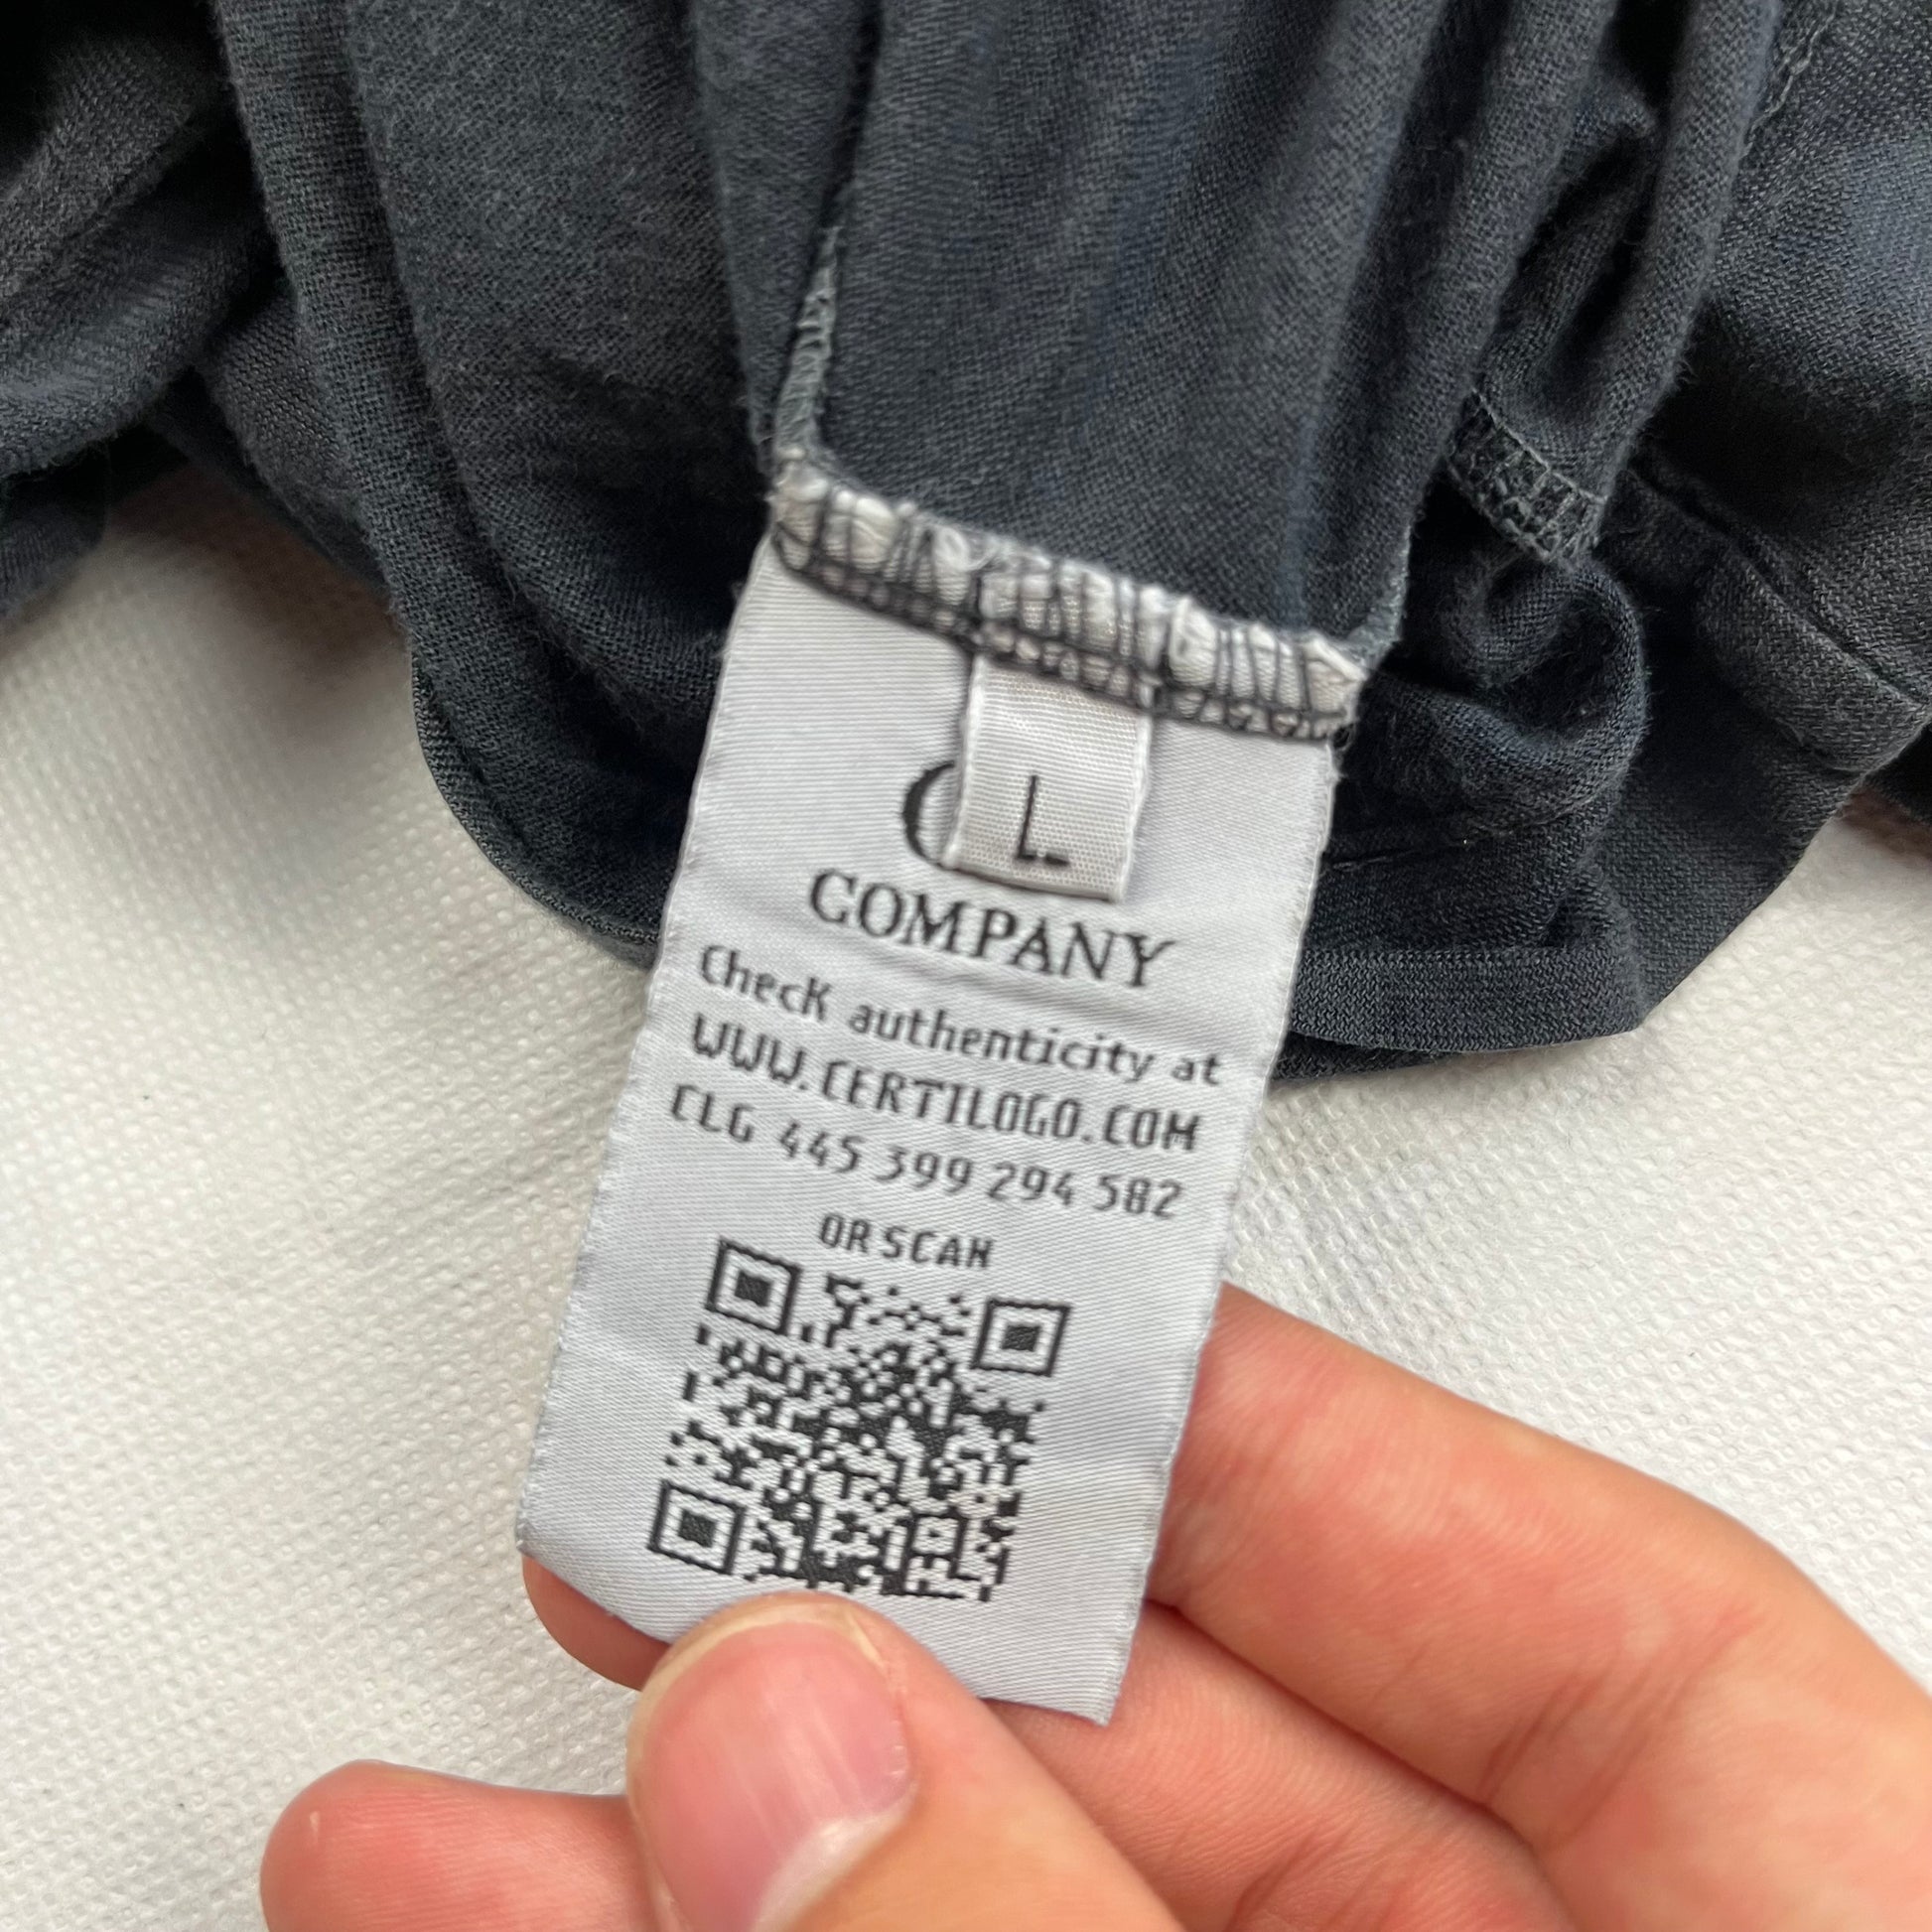 L
C
COMPANY
Check authenticity at
WWW.CERTILOGO.COM
CLG 445 399 294 582
OR SCAN